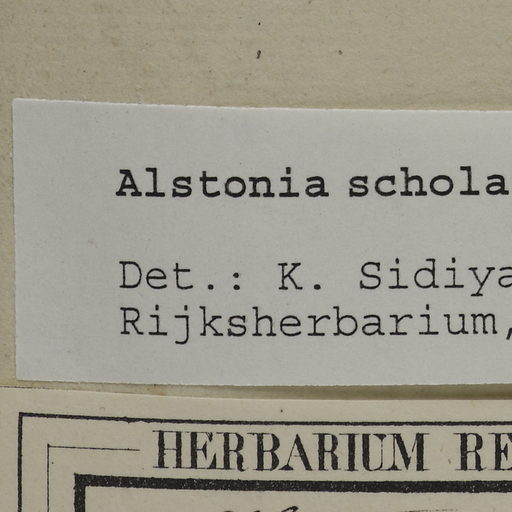 Alstonia schola
Det.: K. Sidiya
Rijksherbarium,
HERBARIUM RE